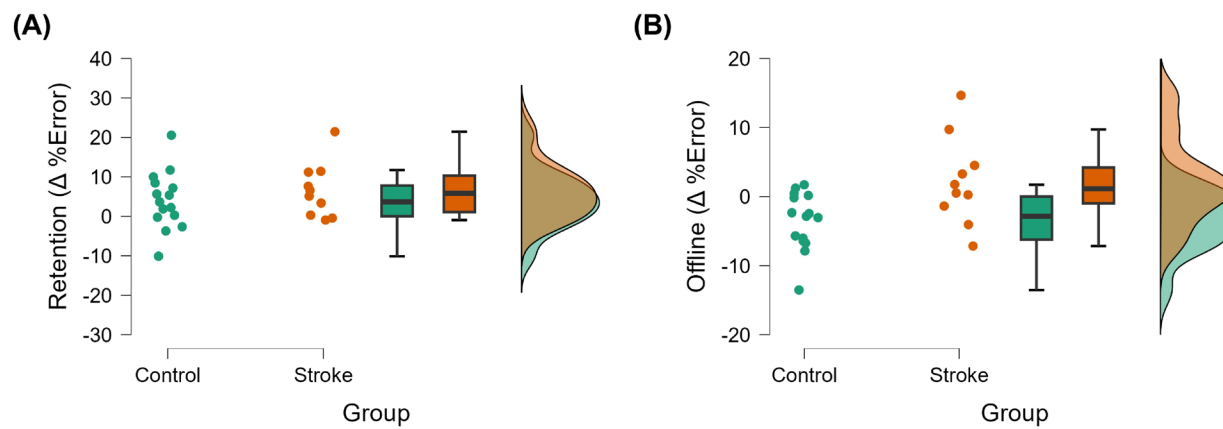 (A)
Retention (Δ %Error)
40
30
20
10
0
-10
-20
-30
Control
Stroke
Group
(B)
Offline (Δ %Error)
20
10
0
-10
-20
Control
Stroke
Group